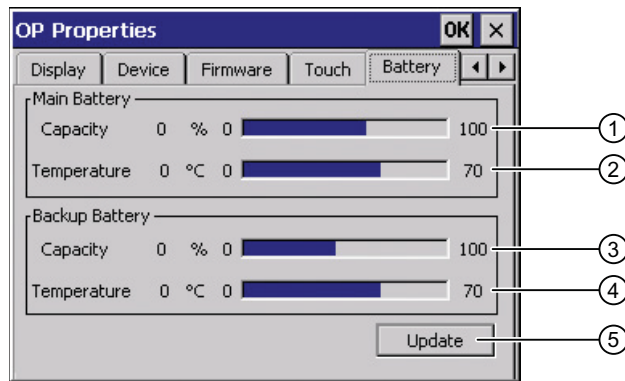 OP Properties OK ×
Display Device Firmware Touch Battery
Main Battery
Capacity 0 % 0 100 1
Temperature 0 °C 0 70 2
Backup Battery
Capacity 0 % 0 100 3
Temperature 0 °C 0 70 4
Update 5